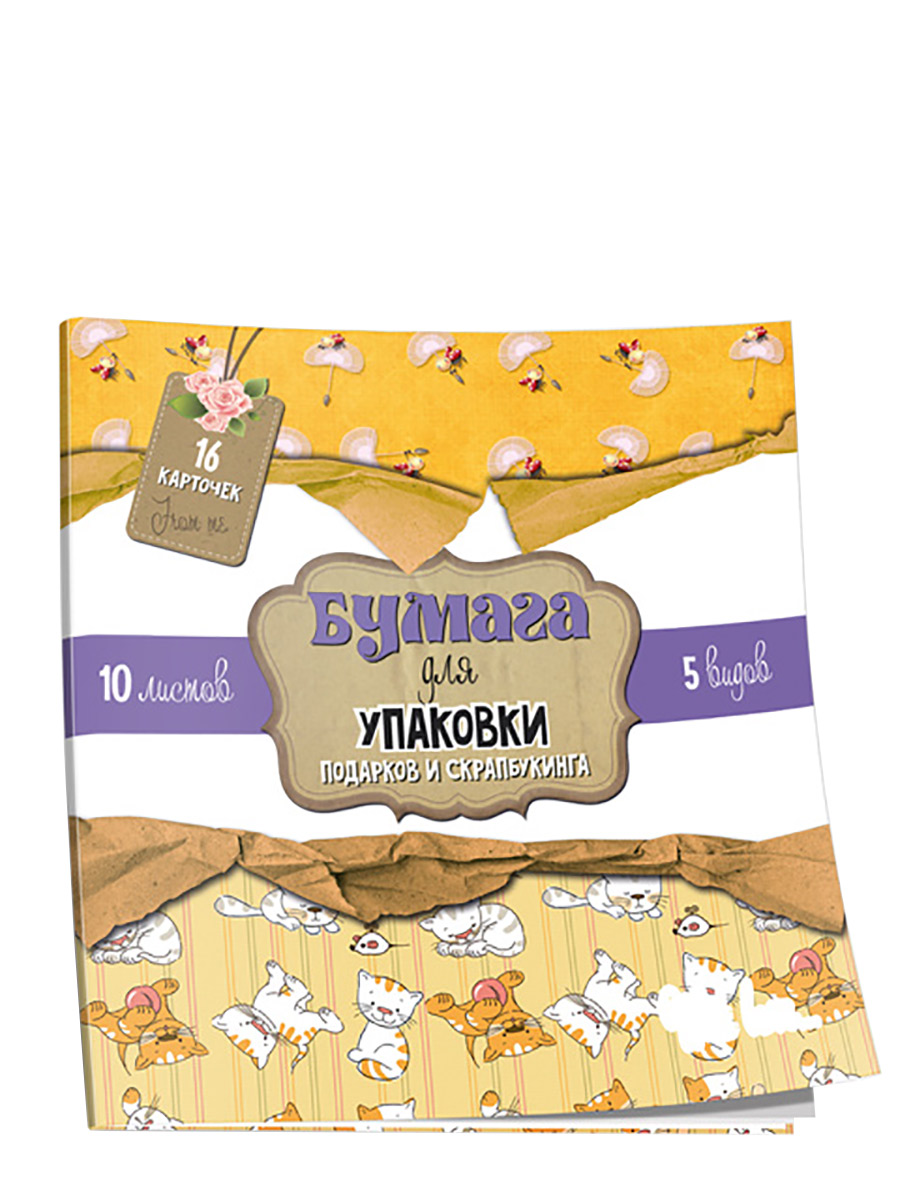 16
КАРТОЧЕК
From me
БУМАГА
для
УПАКОВКИ
ПОДАРКОВ И СКРАПБУКИНГА
10 листов
5 видов